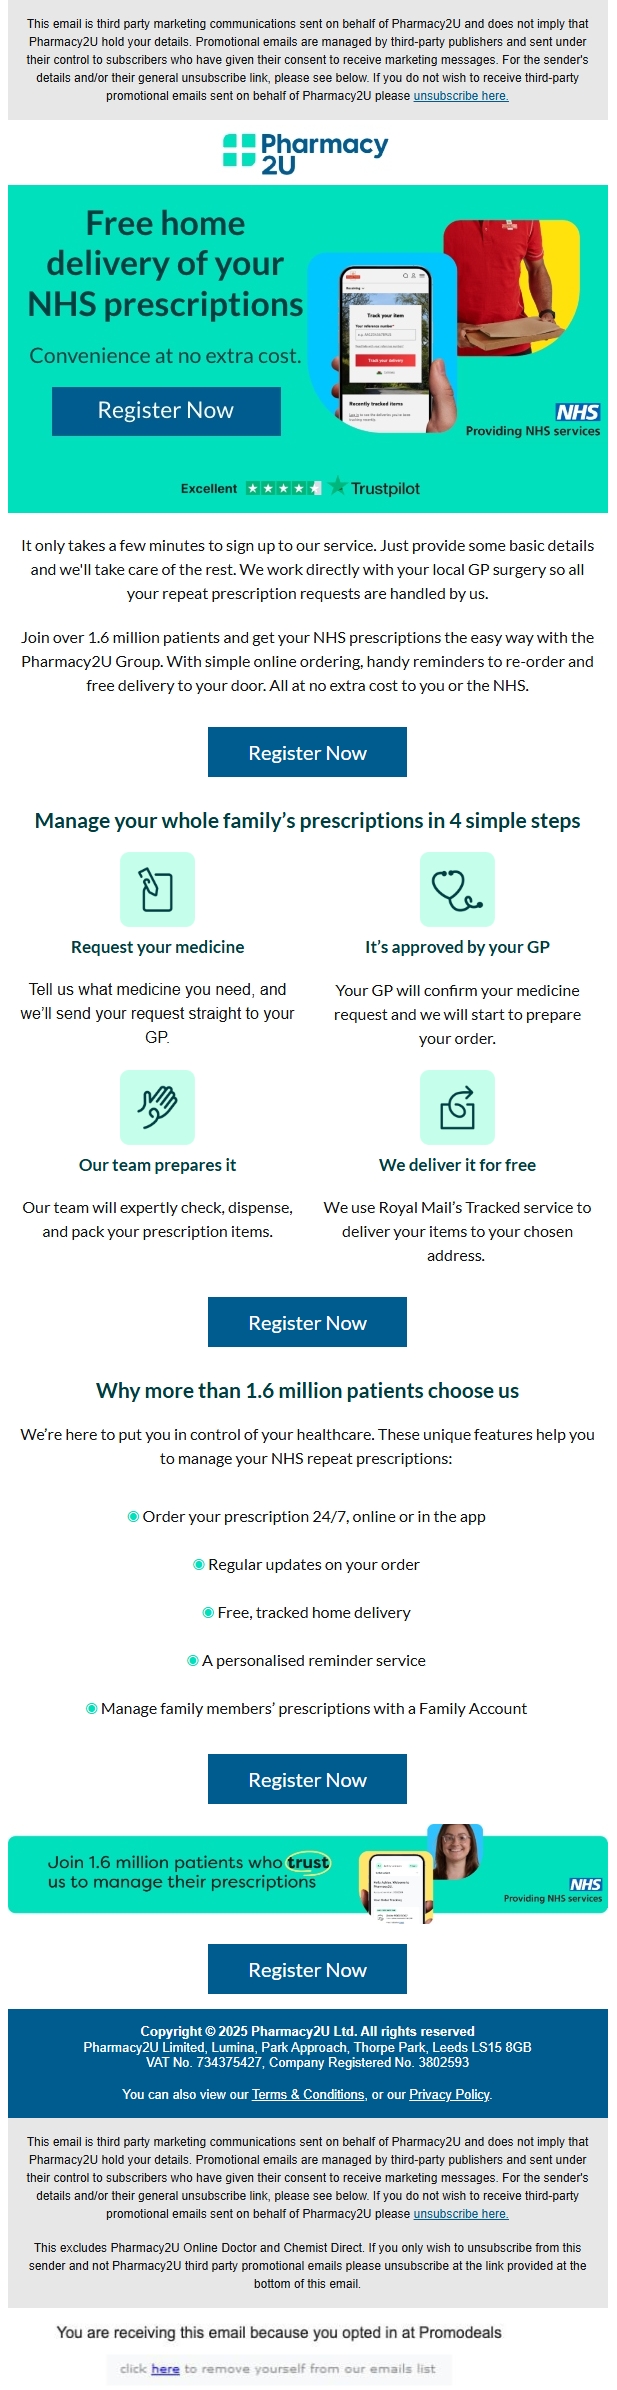 This email is third party marketing communications sent on behalf of Pharmacy2U and does not imply that
Pharmacy2U hold your details. Promotional emails are managed by third-party publishers and sent under
their control to subscribers who have given their consent to receive marketing messages. For the sender's
details and/or their general unsubscribe link, please see below. If you do not wish to receive third-party
promotional emails sent on behalf of Pharmacy2U please unsubscribe here.
Pharmacy
2U
Free home
delivery of your
NHS prescriptions
Convenience at no extra cost.
Register Now
Track your item
Your reference number*
Track your delivery
Recently tracked items
NHS
Providing NHS services
Excellent Trustpilot
It only takes a few minutes to sign up to our service. Just provide some basic details
and we'll take care of the rest. We work directly with your local GP surgery so all
your repeat prescription requests are handled by us.
Join over 1.6 million patients and get your NHS prescriptions the easy way with the
Pharmacy2U Group. With simple online ordering, handy reminders to re-order and
free delivery to your door. All at no extra cost to you or the NHS.
Register Now
Manage your whole family’s prescriptions in 4 simple steps
Request your medicine
Tell us what medicine you need, and
we’ll send your request straight to your
GP.
It’s approved by your GP
Your GP will confirm your medicine
request and we will start to prepare
your order.
Our team prepares it
Our team will expertly check, dispense,
and pack your prescription items.
We deliver it for free
We use Royal Mail’s Tracked service to
deliver your items to your chosen
address.
Register Now
Why more than 1.6 million patients choose us
We’re here to put you in control of your healthcare. These unique features help you
to manage your NHS repeat prescriptions:
Order your prescription 24/7, online or in the app
Regular updates on your order
Free, tracked home delivery
A personalised reminder service
Manage family members’ prescriptions with a Family Account
Register Now
Join 1.6 million patients who trust
us to manage their prescriptions
NHS
Providing NHS services
Register Now
Copyright © 2025 Pharmacy2U Ltd. All rights reserved
Pharmacy2U Limited, Lumina, Park Approach, Thorpe Park, Leeds LS15 8GB
VAT No. 734375427, Company Registered No. 3802593
You can also view our Terms & Conditions, or our Privacy Policy.
This email is third party marketing communications sent on behalf of Pharmacy2U and does not imply that
Pharmacy2U hold your details. Promotional emails are managed by third-party publishers and sent under
their control to subscribers who have given their consent to receive marketing messages. For the sender's
details and/or their general unsubscribe link, please see below. If you do not wish to receive third-party
promotional emails sent on behalf of Pharmacy2U please unsubscribe here.
This excludes Pharmacy2U Online Doctor and Chemist Direct. If you only wish to unsubscribe from this
sender and not Pharmacy2U third party promotional emails please unsubscribe at the link provided at the
bottom of this email.
You are receiving this email because you opted in at Promodeals
click here to remove yourself from our emails list